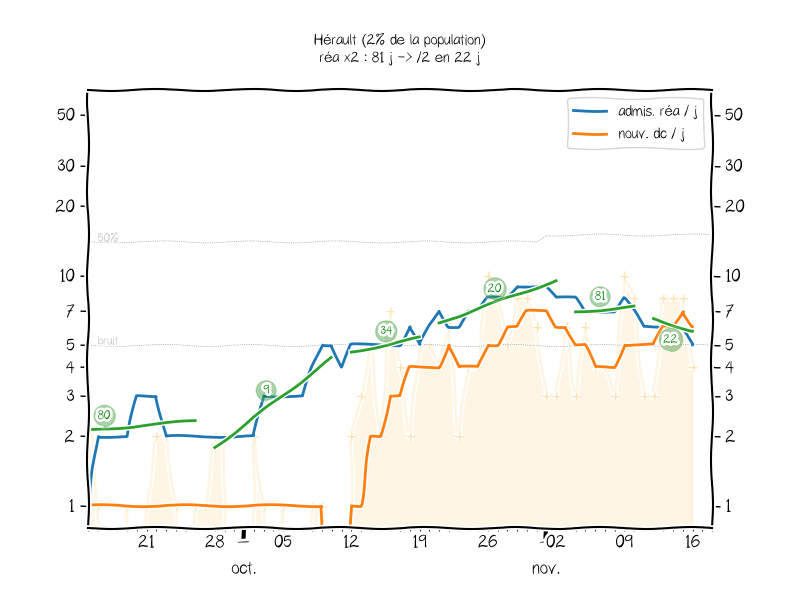 Hérault (2% de la population)
réa x2 : 81 j -> /2 en 22 j
admis. réa / j
nouv. dc / j
50 50
30 30
20 20
50%
10 10
20
81
7 7
34
22
bruit
5 5
4 4
9
3 3
80
2 2
1 1
21 28 05 12 19 26 02 09 16
oct. nov.